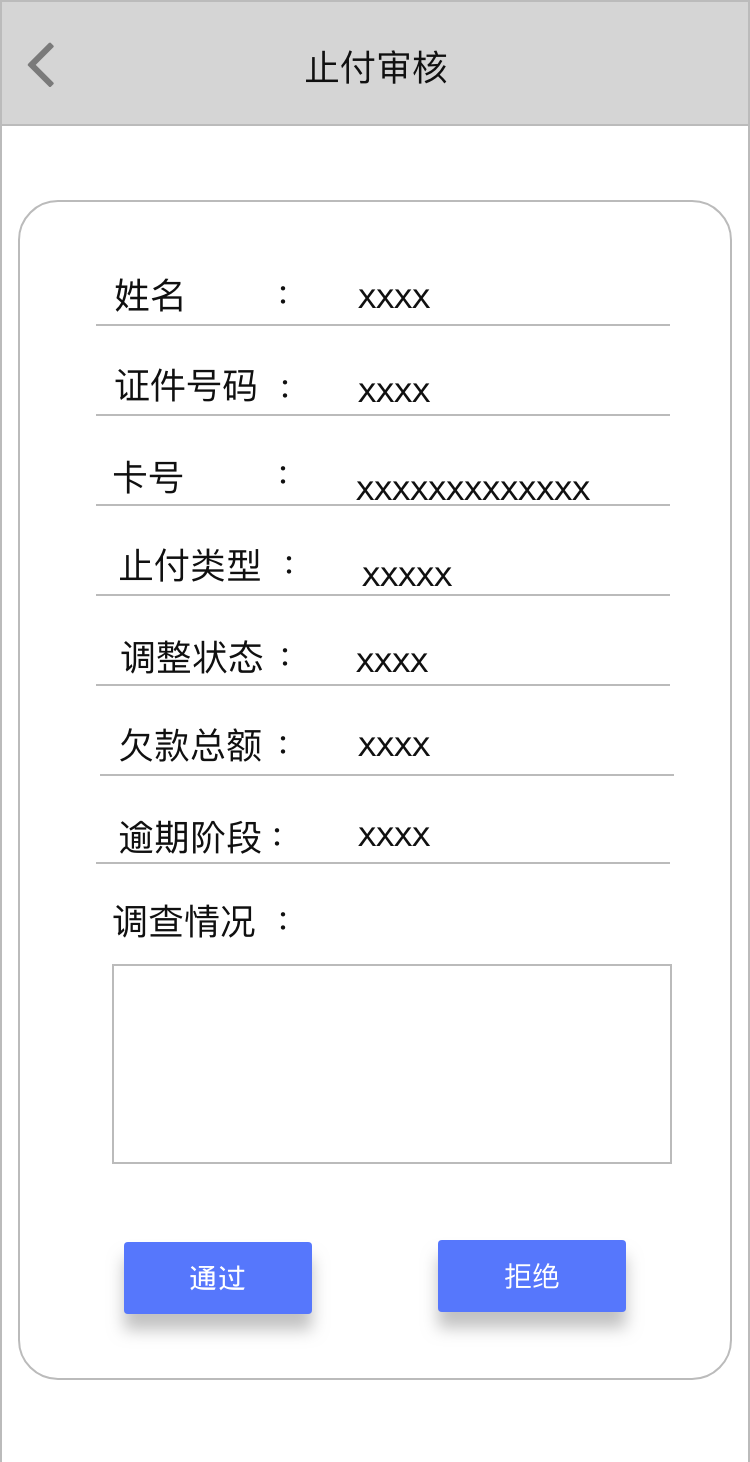 止付审核
姓名 : xxxx
证件号码 : xxxx
卡号 : xxxxxxxxxxxxx
止付类型 : xxxxx
调整状态 : xxxx
欠款总额 : xxxx
逾期阶段 : xxxx
调查情况 :
通过 拒绝